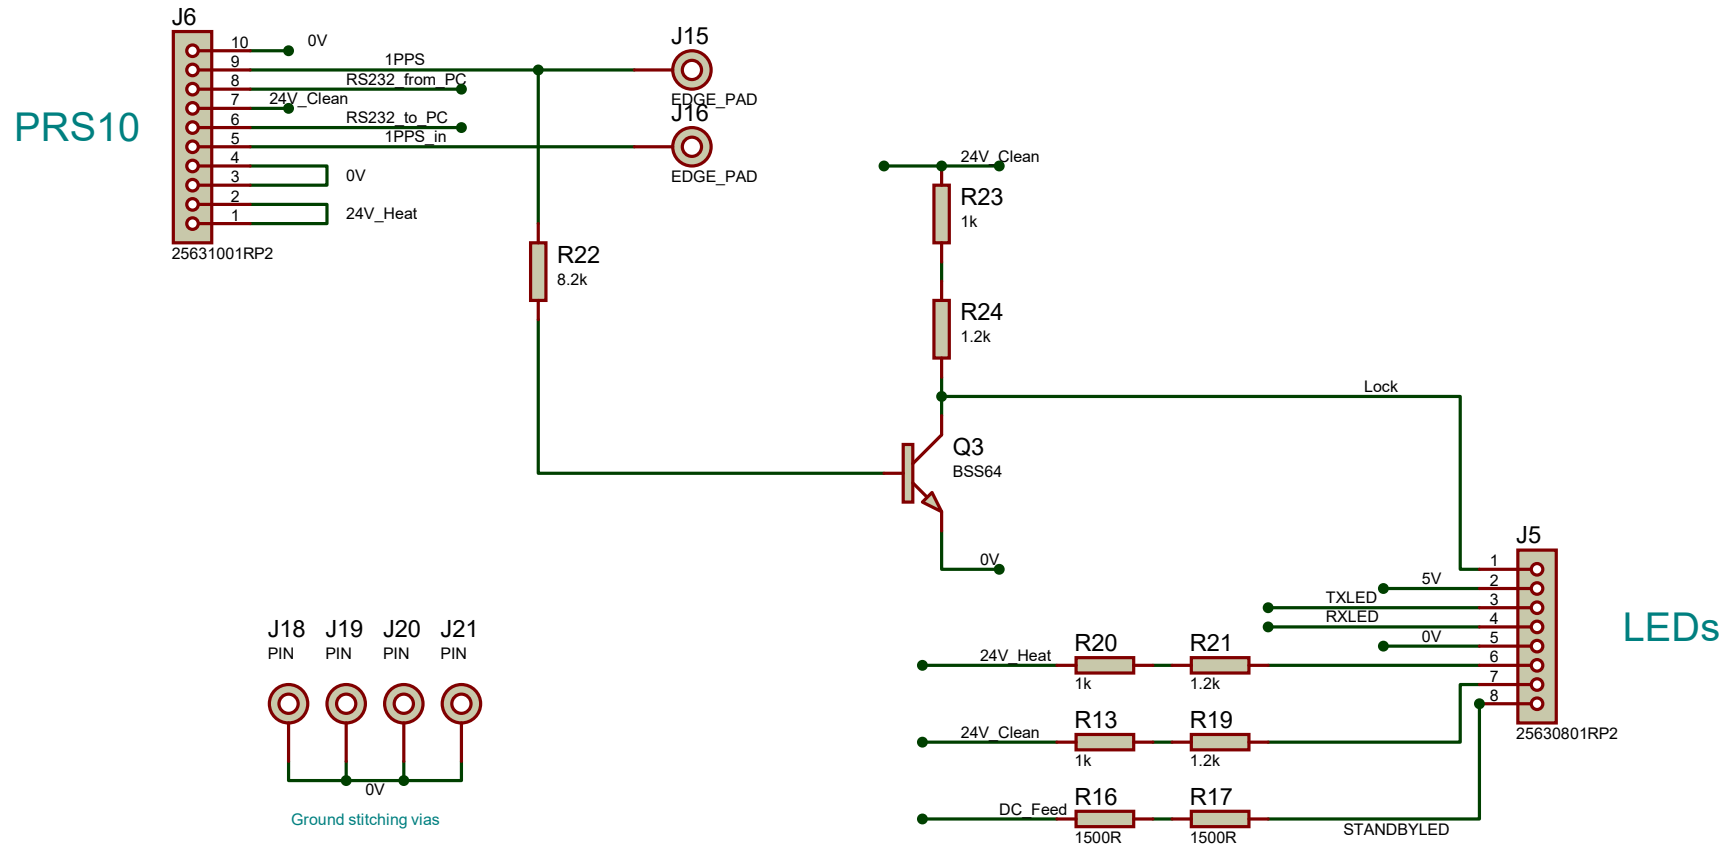 J6
PRS10
10
0V
9
1PPS
8
RS232_from_PC
7
24V_Clean
6
RS232_to_PC
5
1PPS_in
4
3
0V
2
1
24V_Heat
25631001RP2
J15
EDGE_PAD
J16
EDGE_PAD
R22
8.2k
24V_Clean
R23
1k
R24
1.2k
Lock
Q3
BSS64
0V
J5
1
5V
2
TXLED
3
RXLED
4
0V
5
6
7
8
LEDs
25630801RP2
24V_Heat
R20
1k
R21
1.2k
24V_Clean
R13
1k
R19
1.2k
DC_Feed
R16
1500R
R17
1500R
STANDBYLED
J18
PIN
J19
PIN
J20
PIN
J21
PIN
0V
Ground stitching vias